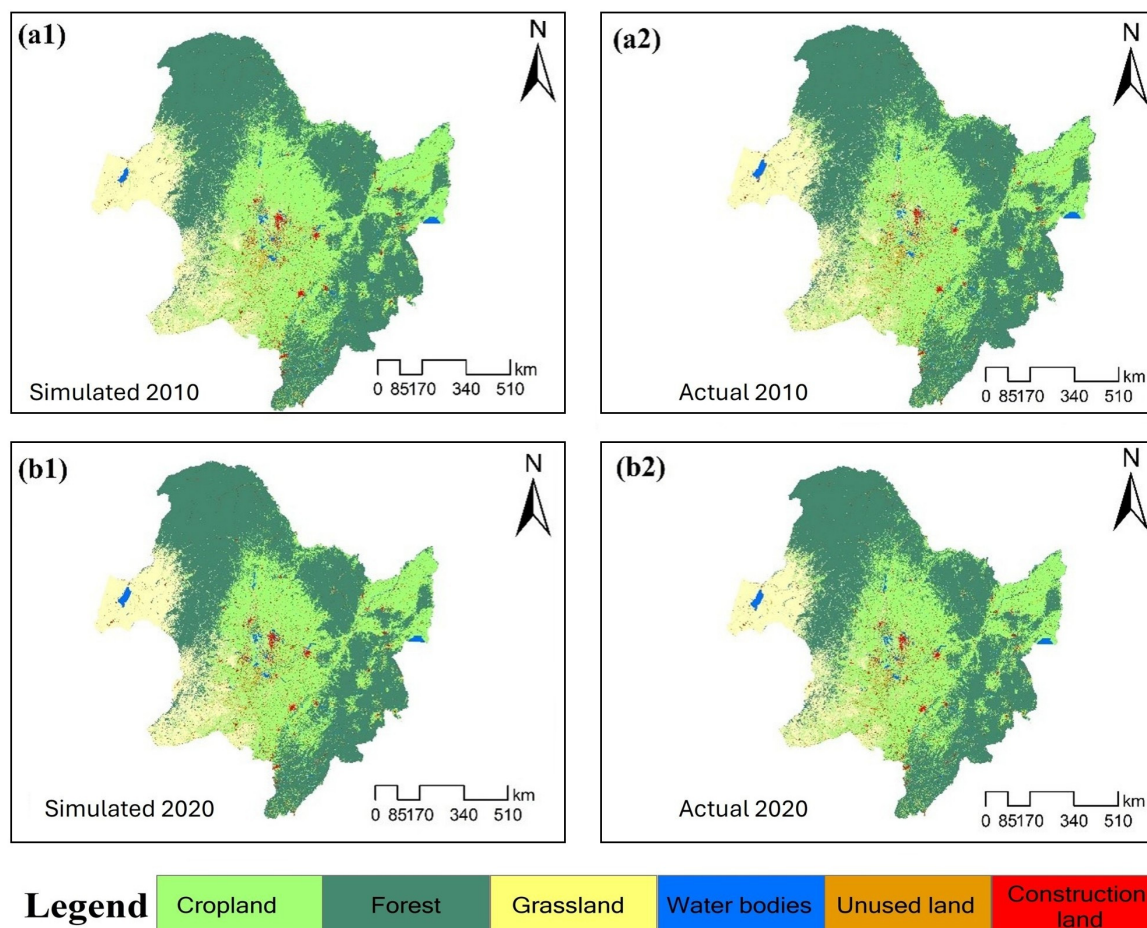 (a1)
N
Simulated 2010
km
0 85170 340 510
(a2)
N
Actual 2010
km
0 85170 340 510
(b1)
N
Simulated 2020
km
0 85170 340 510
(b2)
N
Actual 2020
km
0 85170 340 510
Legend
Cropland
Forest
Grassland
Water bodies
Unused land
Construction
land